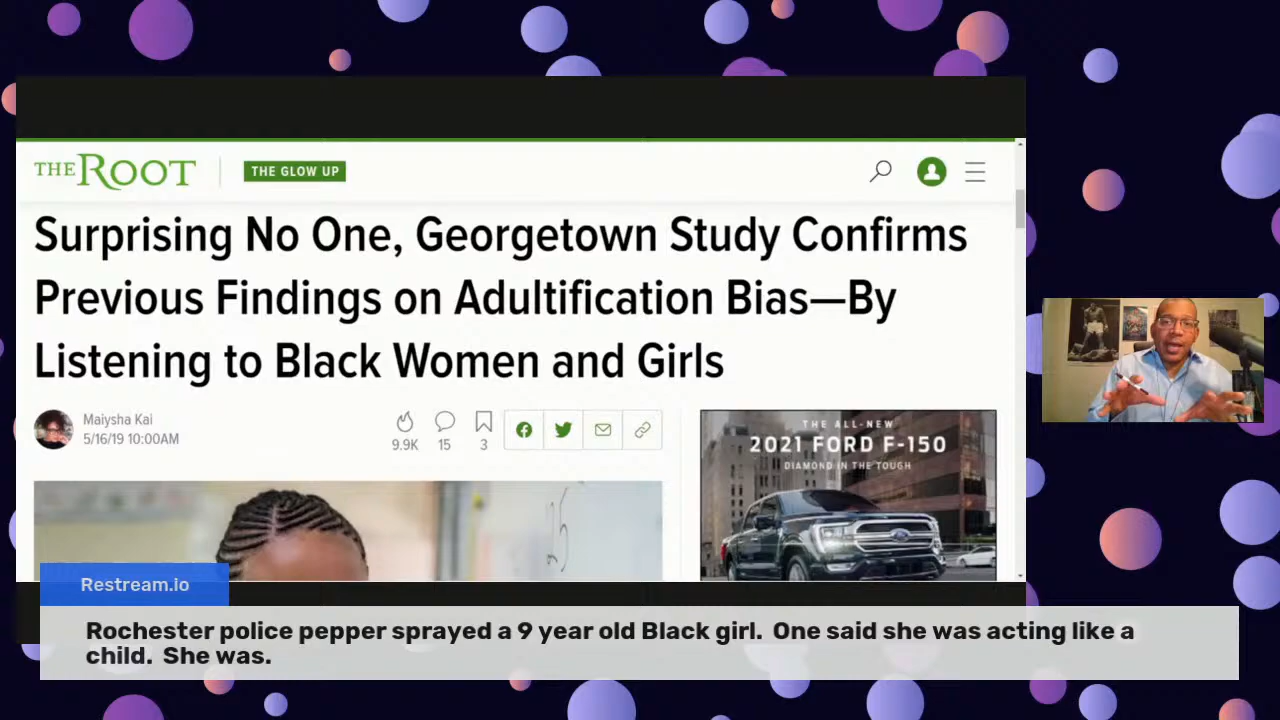 THE ROOT
THE GLOW UP
Surprising No One, Georgetown Study Confirms
Previous Findings on Adultification Bias—By
Listening to Black Women and Girls
Maiysha Kai
5/16/19 10:00AM
9.9K
15
3
THE ALL-NEW
2021 FORD F-150
DIAMOND IN THE TOUGH
25
Restream.io
Rochester police pepper sprayed a 9 year old Black girl. One said she was acting like a
child. She was.